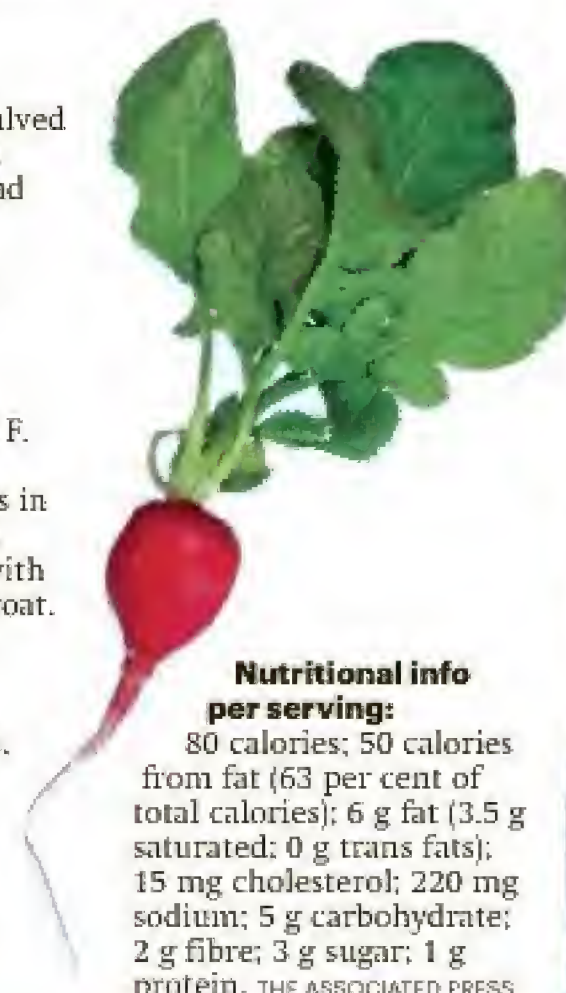 F.
s in
oat.
Nutritional info
per serving:
80 calories; 50 calories
from fat (63 per cent of
total calories); 6 g fat (3.5 g
saturated; 0 g trans fats);
15 mg cholesterol; 220 mg
sodium; 5 g carbohydrate;
2 g fibre; 3 g sugar; 1 g
protein. THE ASSOCIATED PRESS